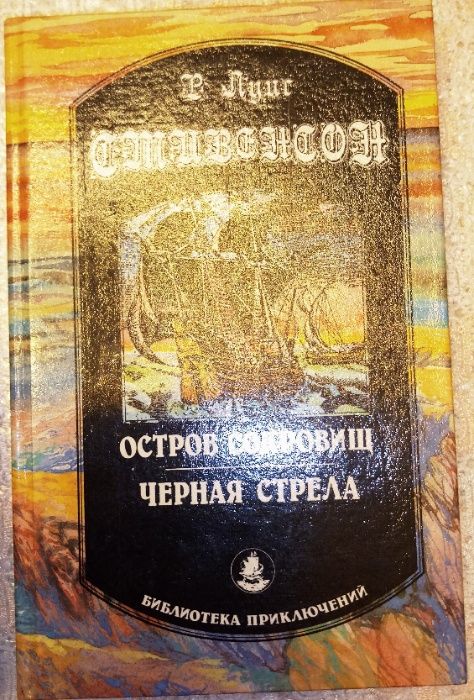 Р. Луис
СТИВЕНСОН
ОСТРОВ СОКРОВИЩ
ЧЕРНАЯ СТРЕЛА
БИБЛИОТЕКА ПРИКЛЮЧЕНИЙ